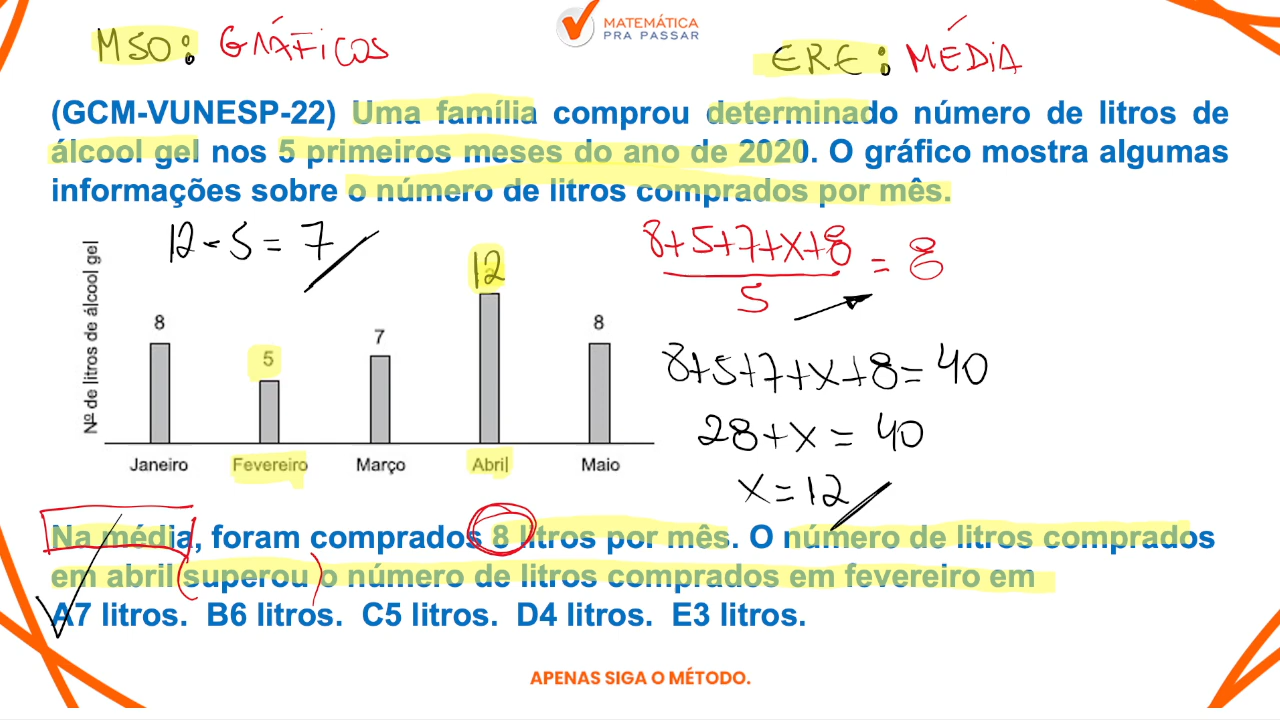 MATEMÁTICA
PRA PASSAR
MSO: GRÁFICOS
ERE: MÉDIA
(GCM-VUNESP-22) Uma família comprou determinado número de litros de
álcool gel nos 5 primeiros meses do ano de 2020. O gráfico mostra algumas
informações sobre o número de litros comprados por mês.
12-5=7
8+5+7+x+8
= 8
5
8+5+7+x+8=40
28+x=40
x=12
Nº de litros de álcool gel
8
5
7
12
8
Janeiro Fevereiro Março Abril Maio
Na média, foram comprados 8 litros por mês. O número de litros comprados
em abril superou o número de litros comprados em fevereiro em
A7 litros. B6 litros. C5 litros. D4 litros. E3 litros.
APENAS SIGA O MÉTODO.